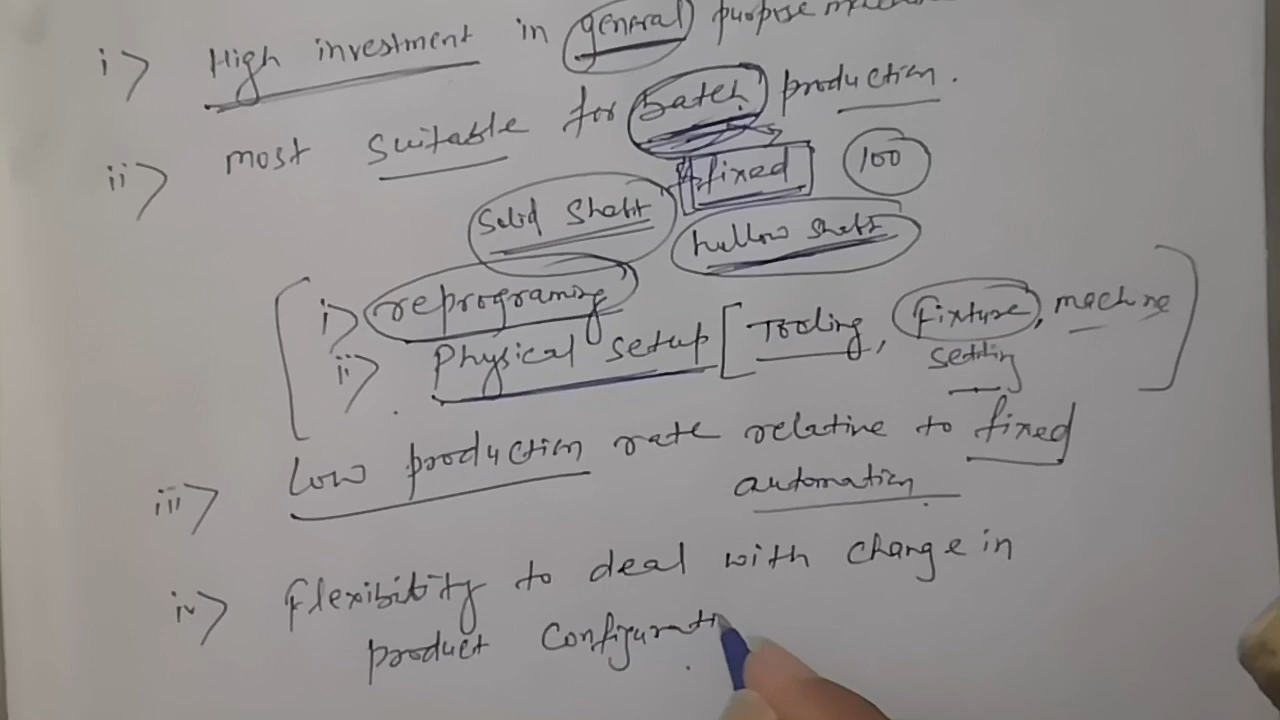 i> High investment in general purpose
ii> most suitable for batch production.
fixed 100
Solid Shaft hollow shaft
i> reprograming
ii> Physical setup [Tooling, fixture, machine
setting
iii> Low production rate relative to fixed
automation
iv> flexibility to deal with change in
product Configurati